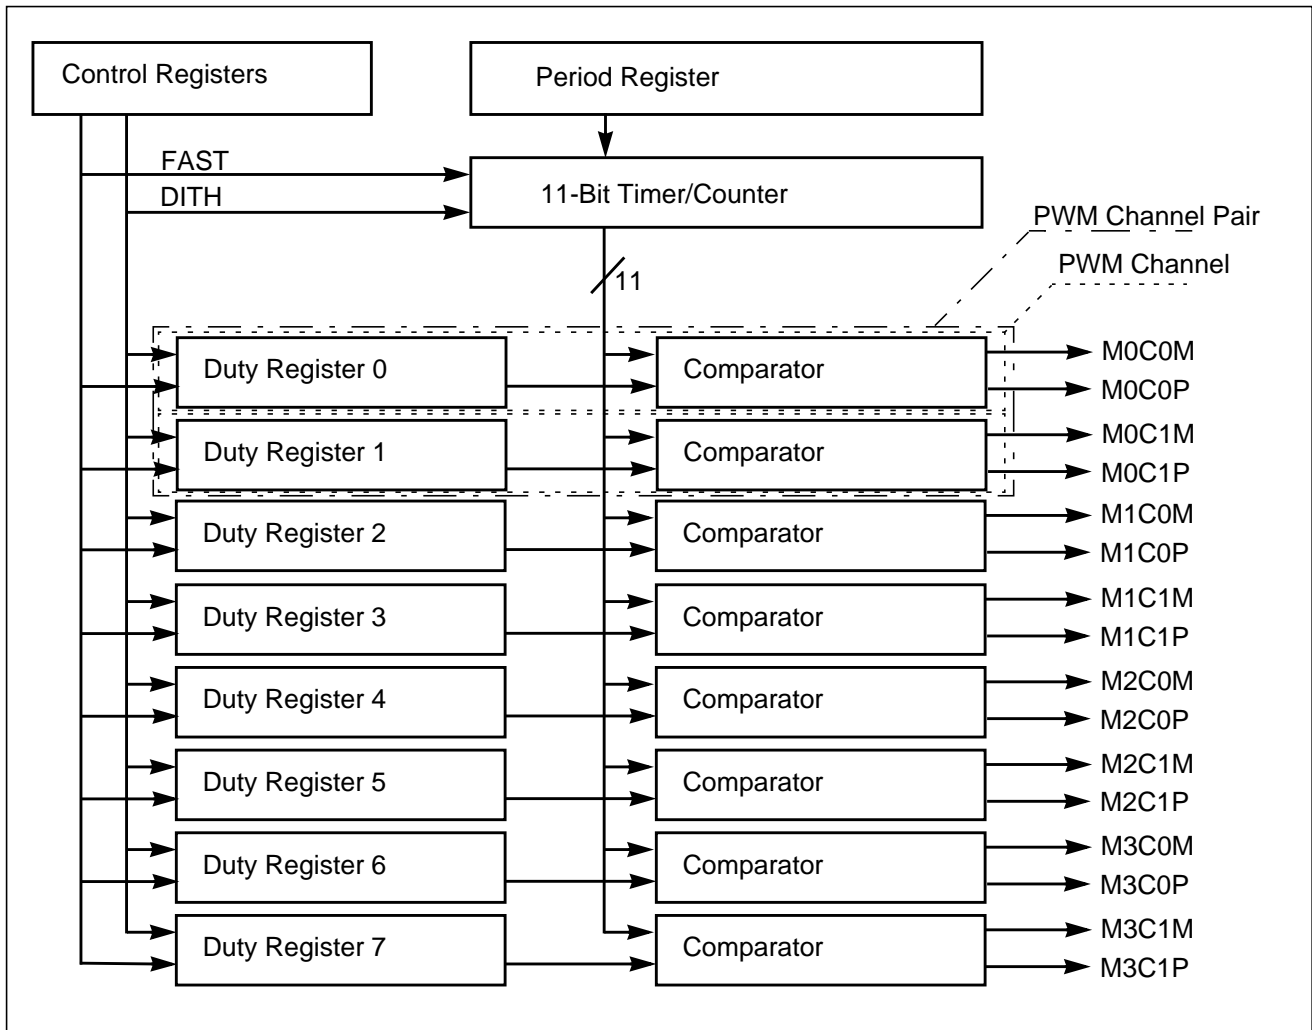 Control Registers
Period Register
FAST
DITH
11-Bit Timer/Counter
PWM Channel Pair
PWM Channel
11
Duty Register 0
Comparator
M0C0M
M0C0P
Duty Register 1
Comparator
M0C1M
M0C1P
Duty Register 2
Comparator
M1C0M
M1C0P
Duty Register 3
Comparator
M1C1M
M1C1P
Duty Register 4
Comparator
M2C0M
M2C0P
Duty Register 5
Comparator
M2C1M
M2C1P
Duty Register 6
Comparator
M3C0M
M3C0P
Duty Register 7
Comparator
M3C1M
M3C1P